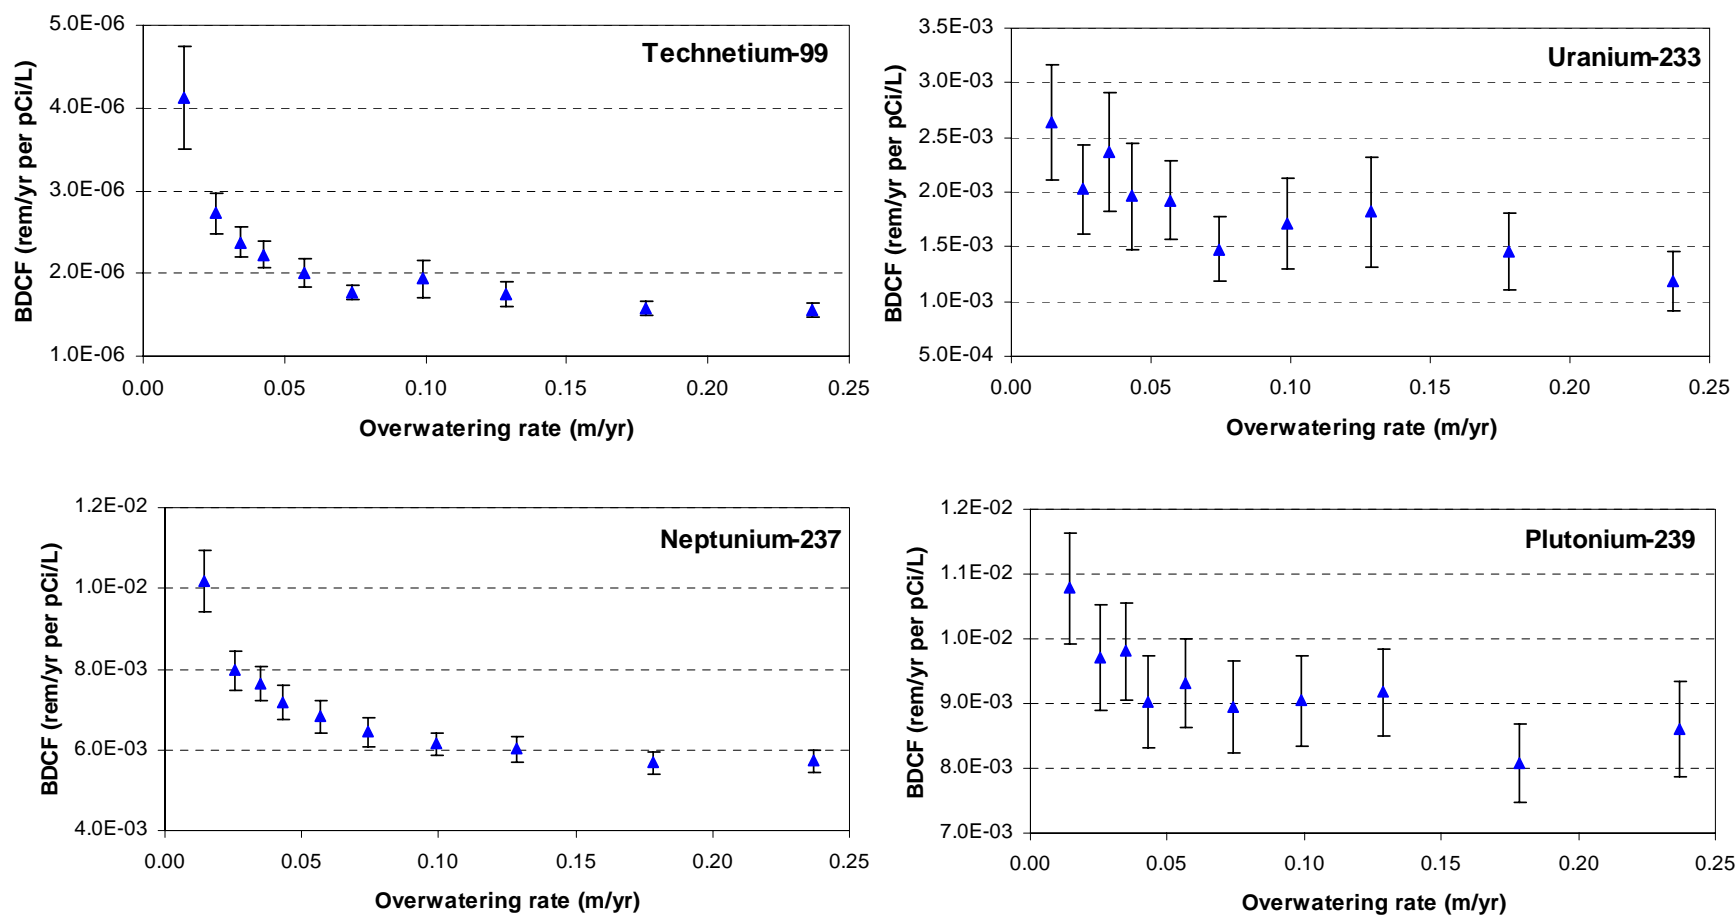 Technetium-99
BDCF (rem/yr per pCi/L)
5.0E-06
4.0E-06
3.0E-06
2.0E-06
1.0E-06
0.00 0.05 0.10 0.15 0.20 0.25
Overwatering rate (m/yr)
Uranium-233
BDCF (rem/yr per pCi/L)
3.5E-03
3.0E-03
2.5E-03
2.0E-03
1.5E-03
1.0E-03
5.0E-04
0.00 0.05 0.10 0.15 0.20 0.25
Overwatering rate (m/yr)
Neptunium-237
BDCF (rem/yr per pCi/L)
1.2E-02
1.0E-02
8.0E-03
6.0E-03
4.0E-03
0.00 0.05 0.10 0.15 0.20 0.25
Overwatering rate (m/yr)
Plutonium-239
BDCF (rem/yr per pCi/L)
1.2E-02
1.1E-02
1.0E-02
9.0E-03
8.0E-03
7.0E-03
0.00 0.05 0.10 0.15 0.20 0.25
Overwatering rate (m/yr)